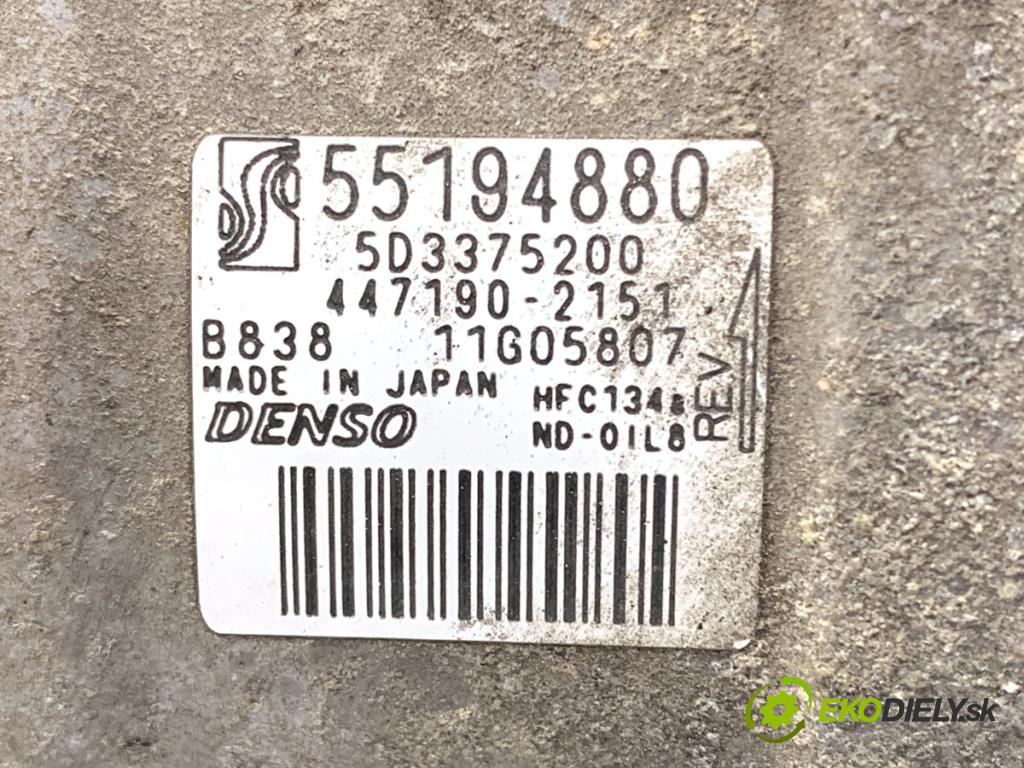 55194880
5D3375200
447190-2151
B838 11G05807
MADE IN JAPAN HFC134a
DENSO ND-OIL8
REV
EKODIELY.sk